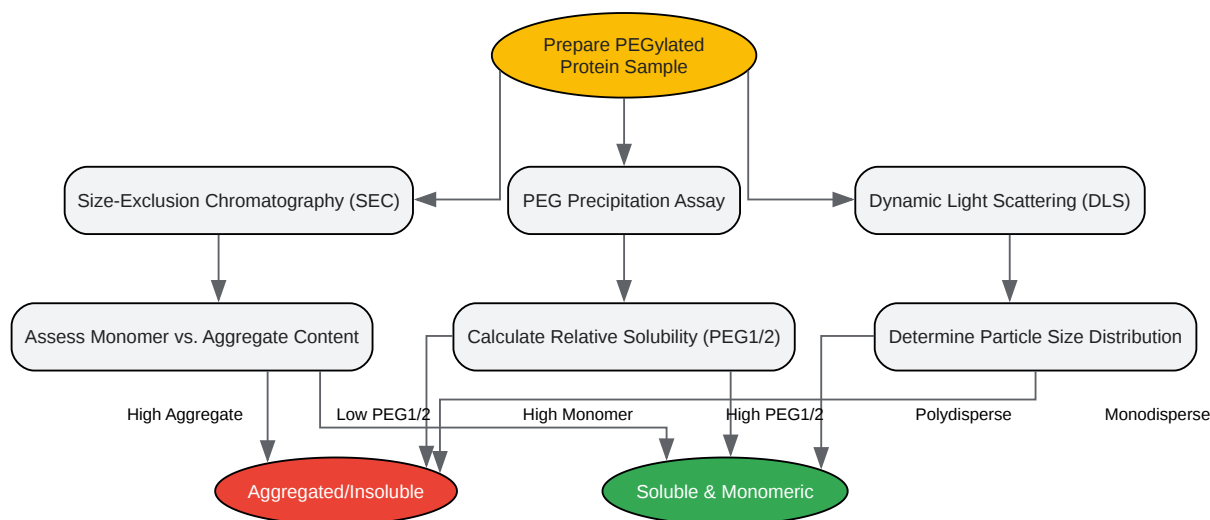 Prepare PEGylated
Protein Sample
Size-Exclusion Chromatography (SEC)
PEG Precipitation Assay
Dynamic Light Scattering (DLS)
Assess Monomer vs. Aggregate Content
Calculate Relative Solubility (PEG1/2)
Determine Particle Size Distribution
High Aggregate
Low PEG1/2
High Monomer
High PEG1/2
Polydisperse
Monodisperse
Aggregated/Insoluble
Soluble & Monomeric